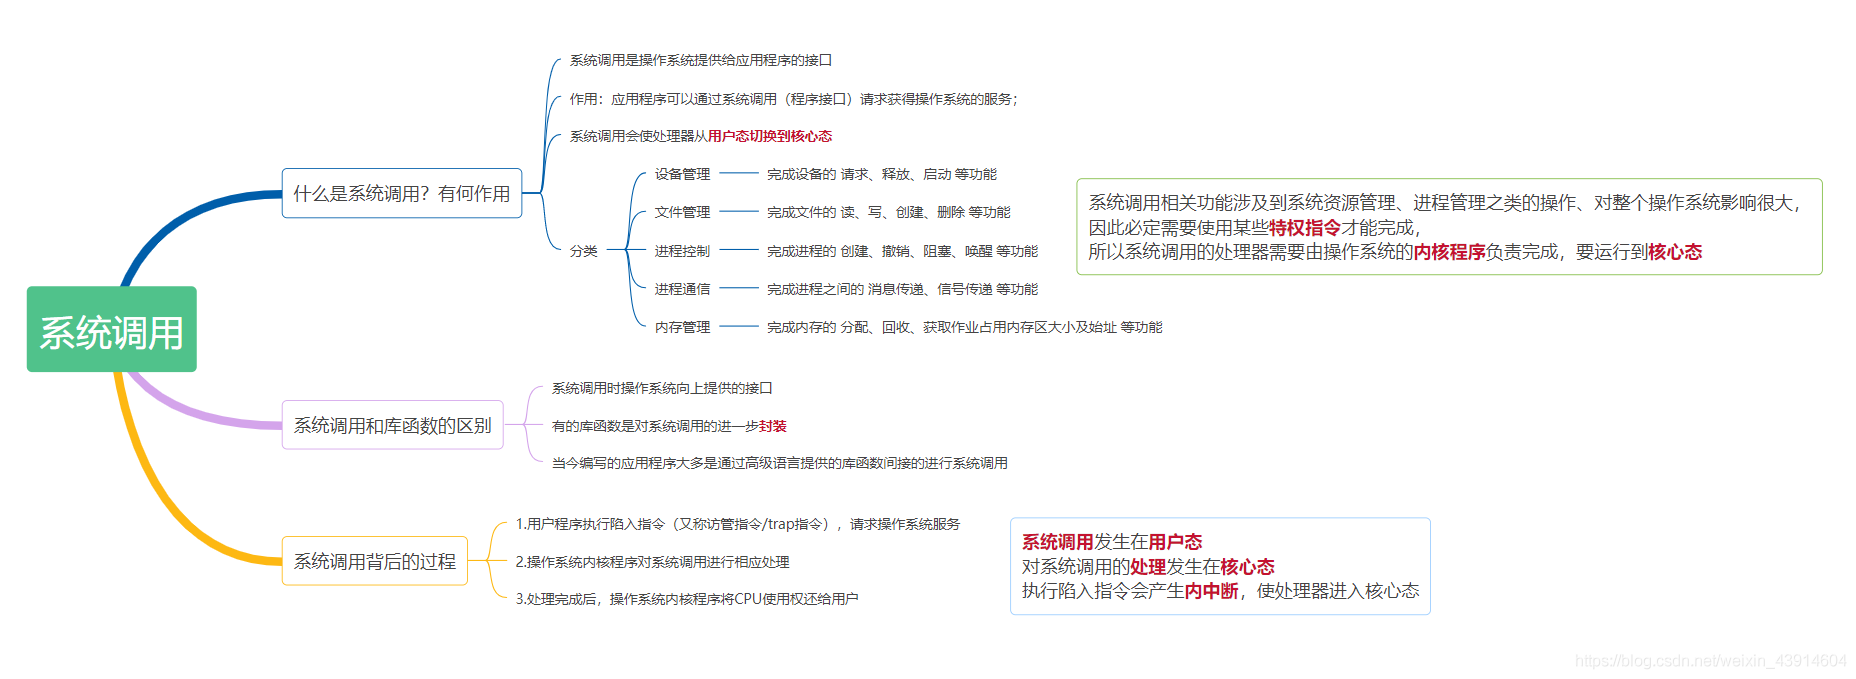 系统调用
什么是系统调用？有何作用
系统调用是操作系统提供给应用程序的接口
作用：应用程序可以通过系统调用（程序接口）请求获得操作系统的服务；
系统调用会使处理器从用户态切换到核心态
分类
设备管理
完成设备的 请求、释放、启动 等功能
文件管理
完成文件的 读、写、创建、删除 等功能
进程控制
完成进程的 创建、撤销、阻塞、唤醒 等功能
进程通信
完成进程之间的 消息传递、信号传递 等功能
内存管理
完成内存的 分配、回收、获取作业占用内存区大小及始址 等功能
系统调用相关功能涉及到系统资源管理、进程管理之类的操作、对整个操作系统影响很大，
因此必定需要使用某些特权指令才能完成，
所以系统调用的处理器需要由操作系统的内核程序负责完成，要运行到核心态
系统调用和库函数的区别
系统调用时操作系统向上提供的接口
有的库函数是对系统调用的进一步封装
当今编写的应用程序大多是通过高级语言提供的库函数间接的进行系统调用
系统调用背后的过程
1.用户程序执行陷入指令（又称访管指令/trap指令），请求操作系统服务
2.操作系统内核程序对系统调用进行相应处理
3.处理完成后，操作系统内核程序将CPU使用权还给用户
系统调用发生在用户态
对系统调用的处理发生在核心态
执行陷入指令会产生内中断，使处理器进入核心态
https://blog.csdn.net/weixin_43914604